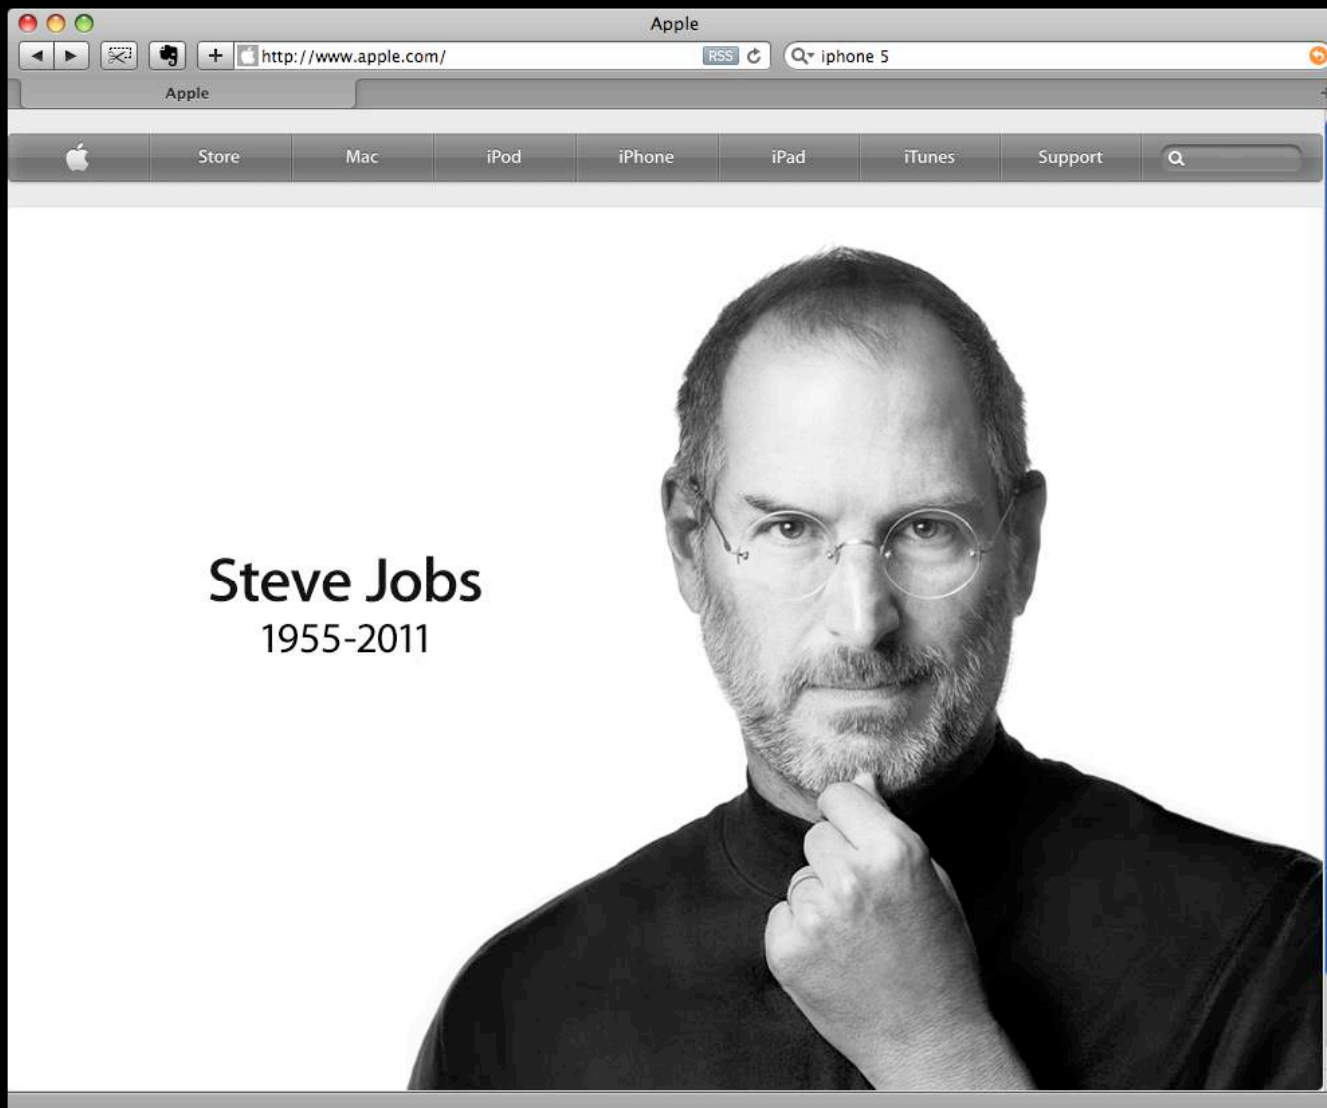 Apple
http://www.apple.com/ RSS iphone 5
Apple
Store Mac iPod iPhone iPad iTunes Support
Steve Jobs
1955-2011